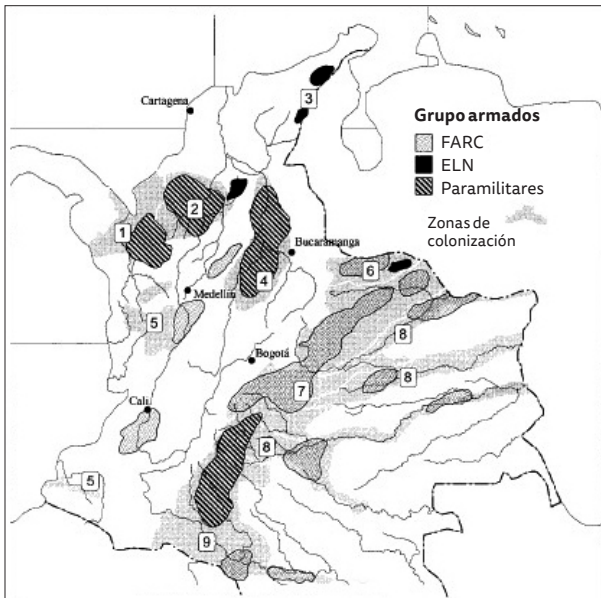 Cartagena
3
Grupo armados
FARC
ELN
Paramilitares
Zonas de
colonización
2
1
Bucaramanga
6
4
Medellín
5
8
Bogotá
8
7
Cali
8
5
9